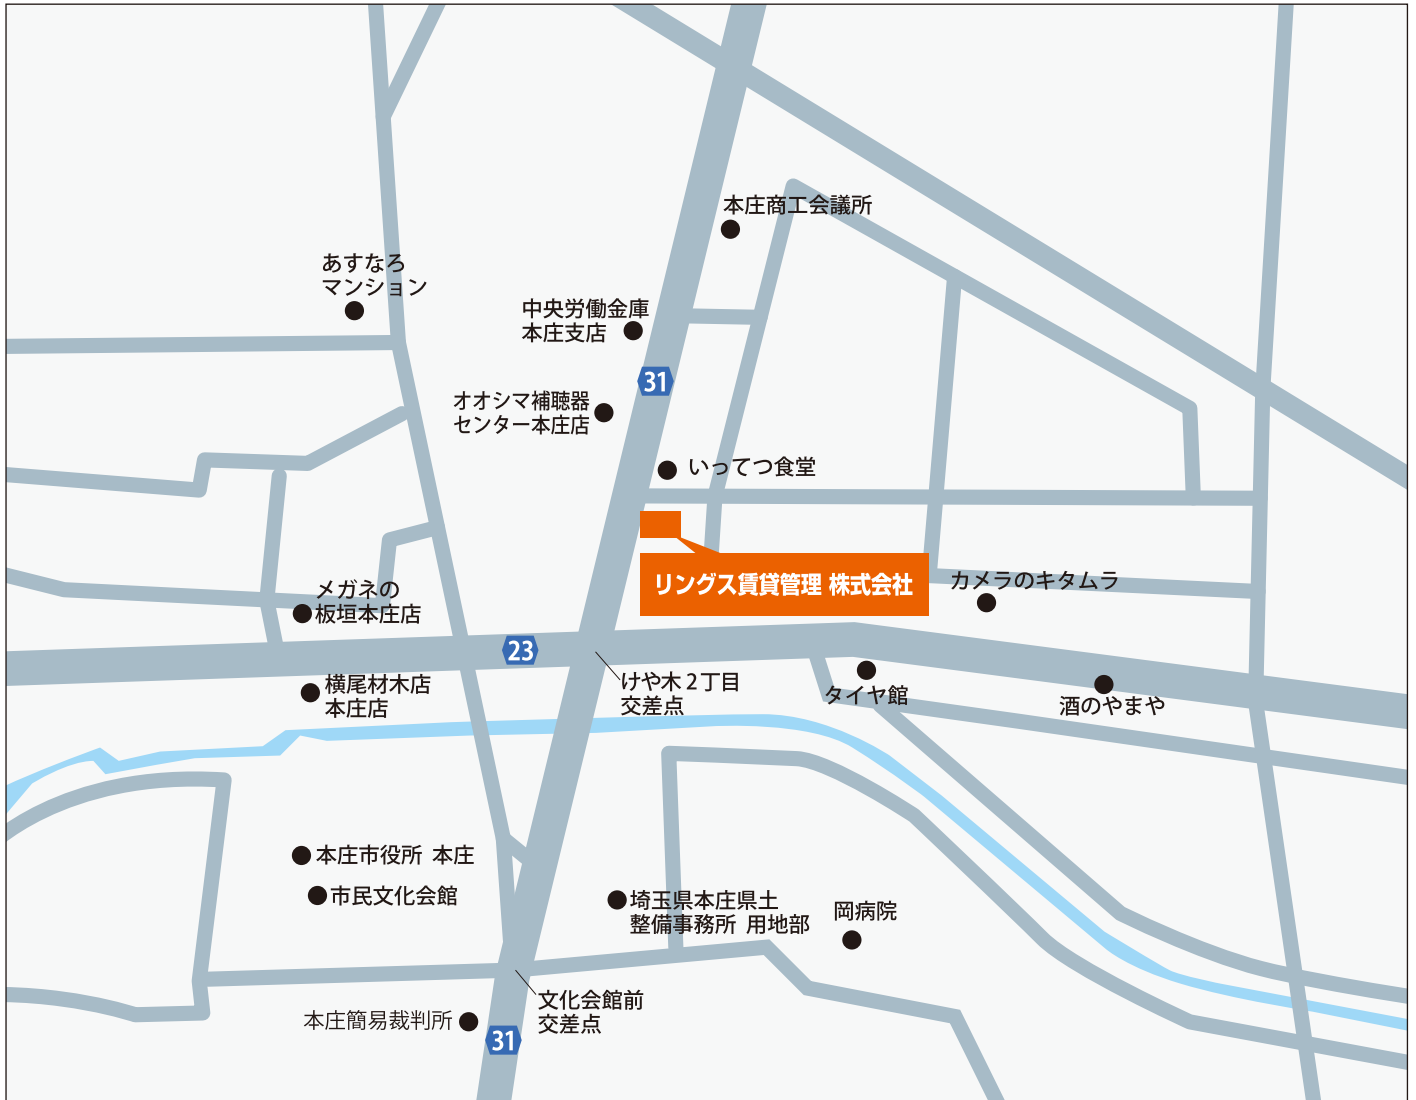 本庄商工会議所
あすなろ
マンション
中央労働金庫
本庄支店
31
オオシマ補聴器
センター本庄店
いってつ食堂
リングス賃貸管理 株式会社
カメラのキタムラ
メガネの
板垣本庄店
23
けや木2丁目
交差点
横尾材木店
本庄店
タイヤ館
酒のやまや
本庄市役所 本庄
市民文化会館
埼玉県本庄県土
整備事務所 用地部
岡病院
文化会館前
交差点
本庄簡易裁判所
31